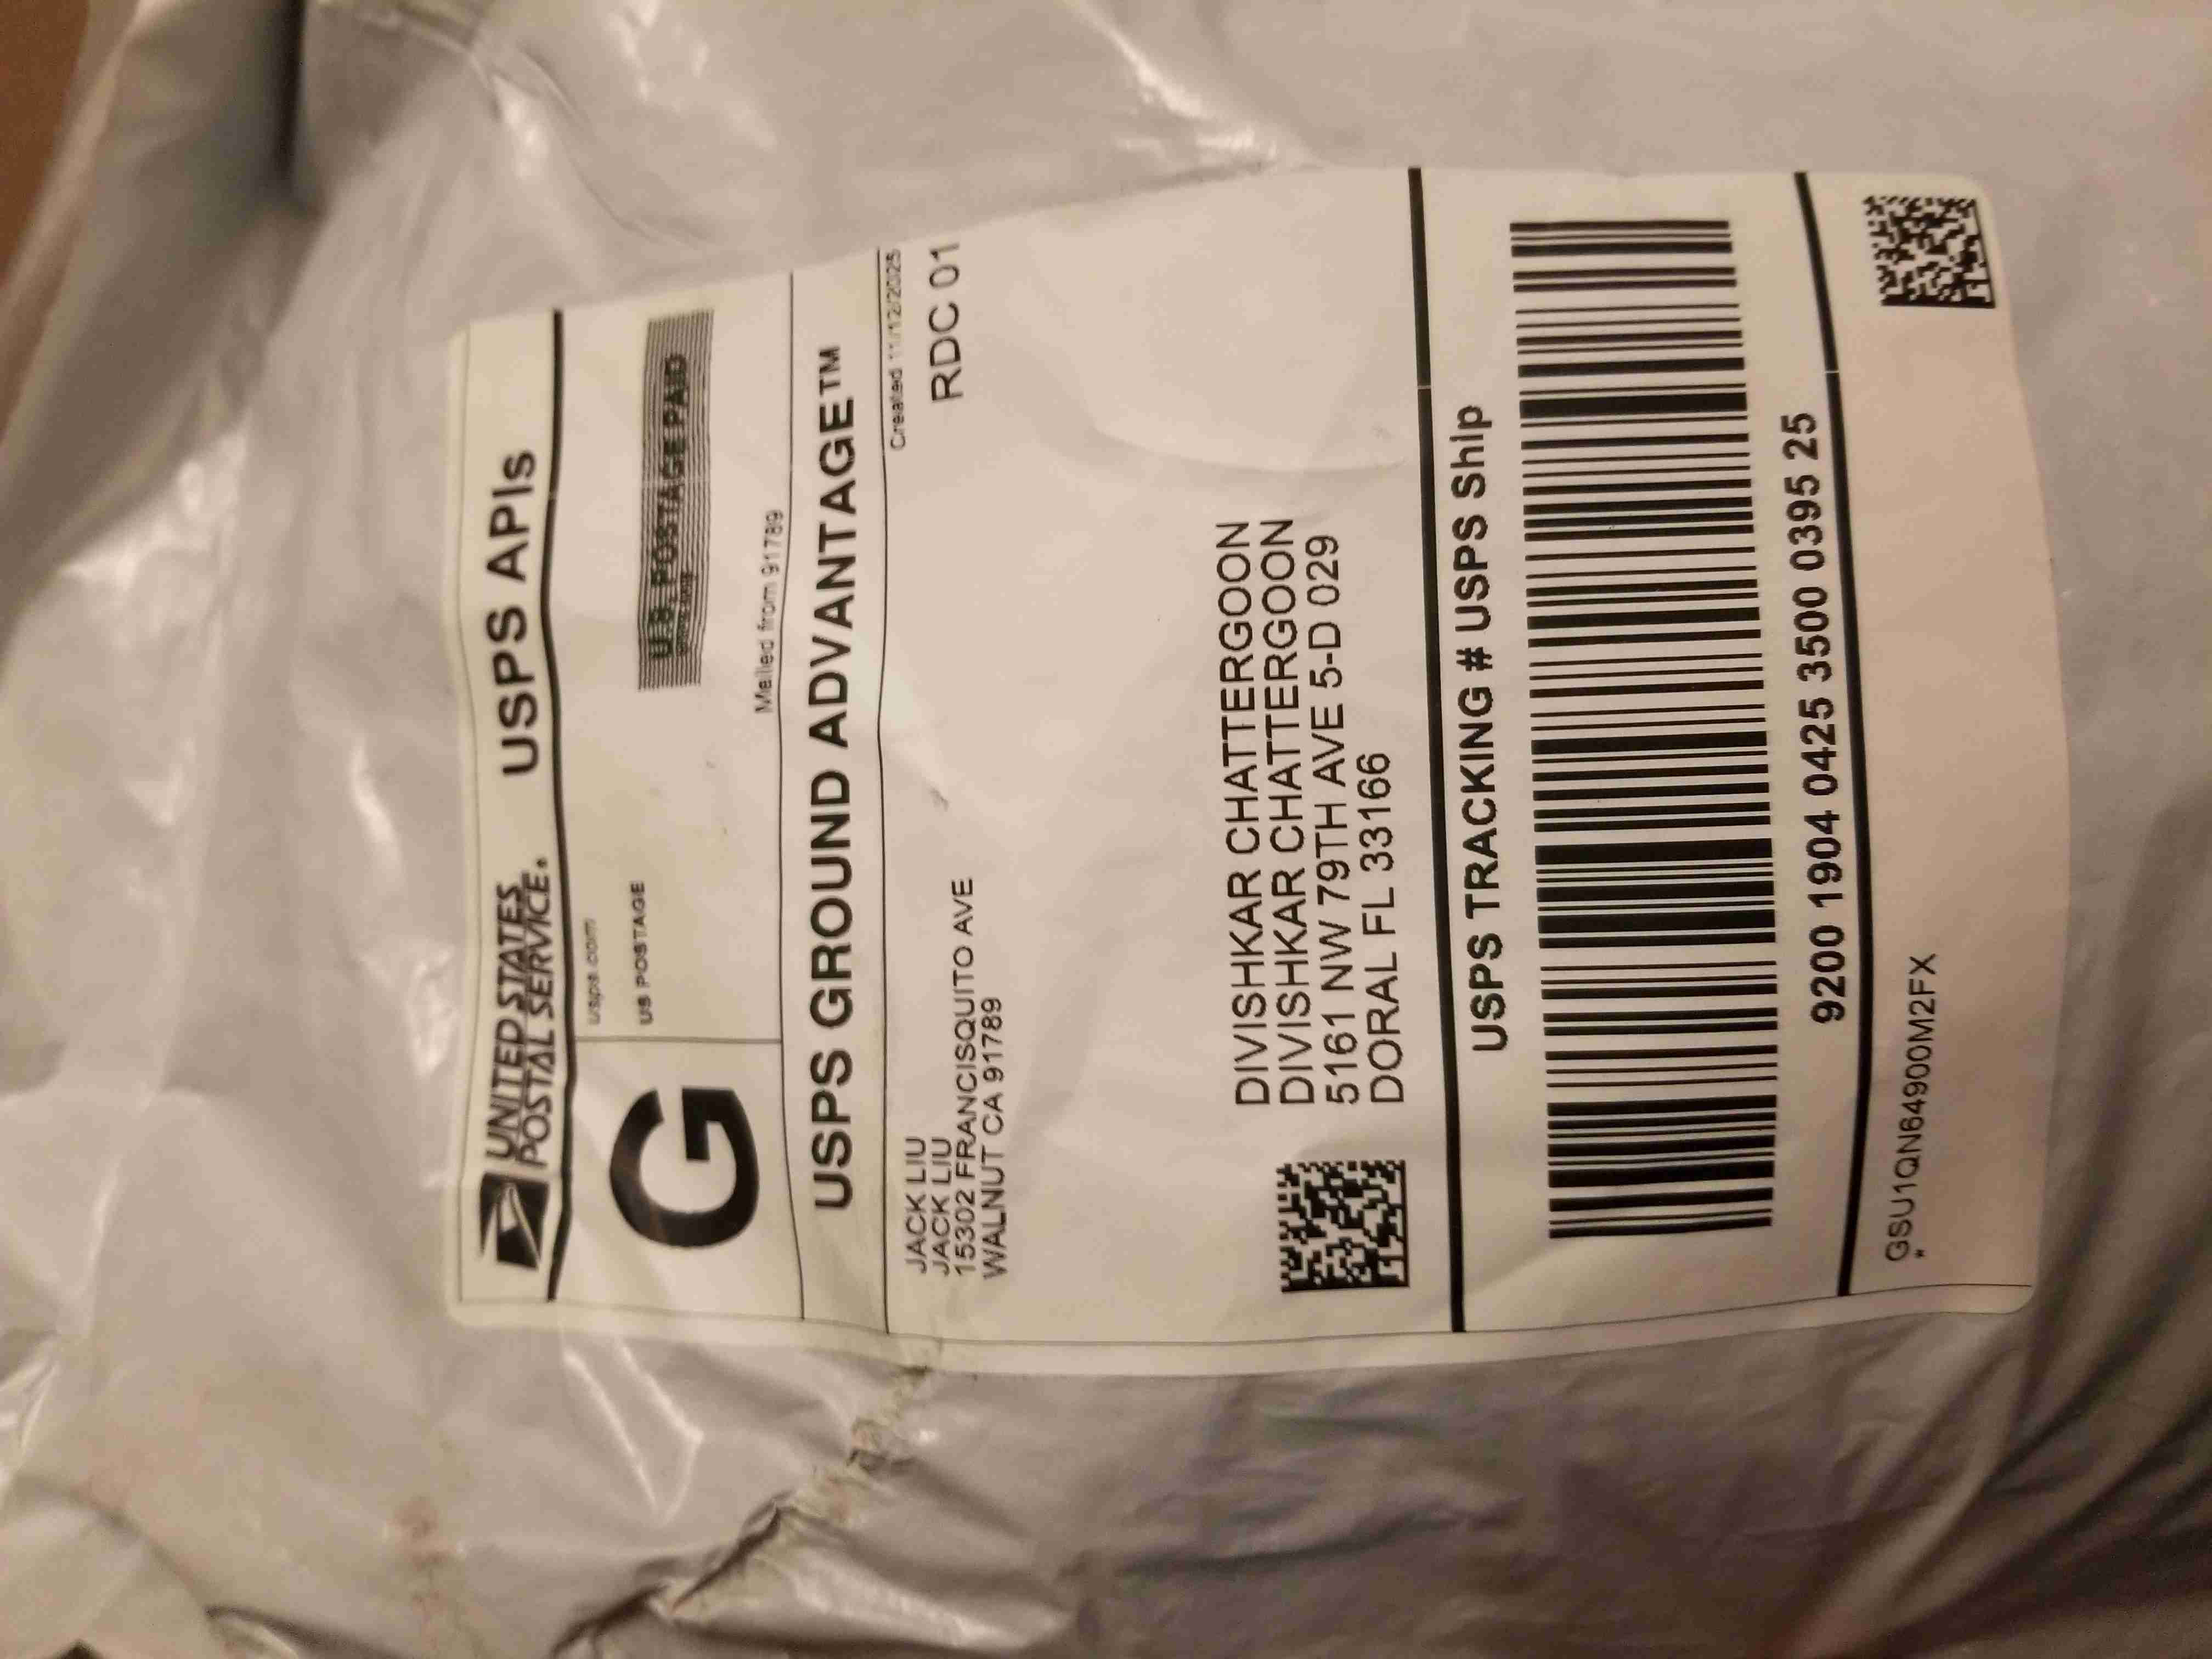 UNITED STATES
POSTAL SERVICE.
USPS APIs
G
usps.com
US POSTAGE
U.S. POSTAGE PAID
Mailed from 91789
USPS GROUND ADVANTAGE™
JACK LIU
JACK LIU
15302 FRANCISQUITO AVE
WALNUT CA 91789
Created 11/12/2025
RDC 01
DIVISHKAR CHATTERGOON
DIVISHKAR CHATTERGOON
5161 NW 79TH AVE 5-D 029
DORAL FL 33166
USPS TRACKING # USPS Ship
9200 1904 0425 3500 0395 25
GSU1QN64900M2FX
*